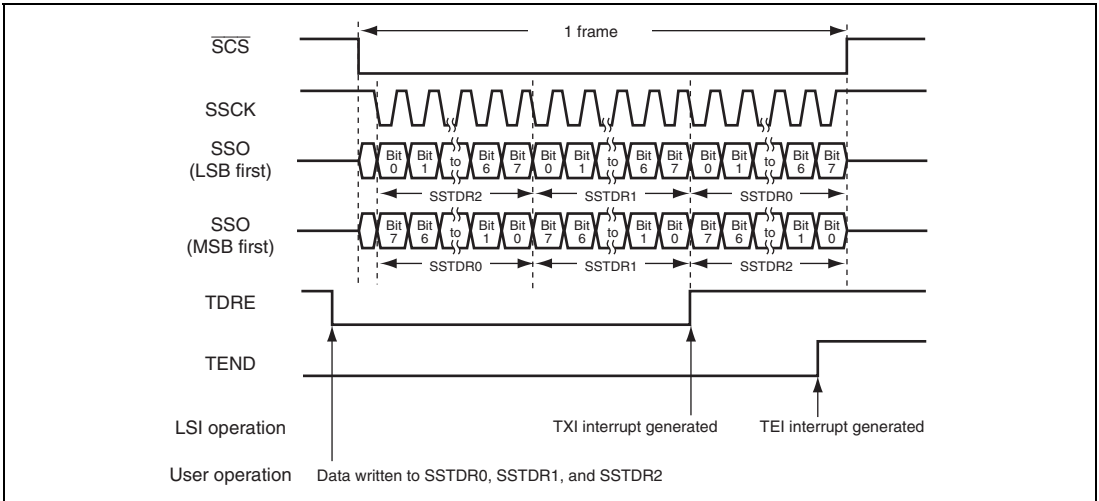 1 frame
SCS
SSCK
SSO
(LSB first)
Bit 0 Bit 1 to Bit 6 Bit 7 Bit 0 Bit 1 to Bit 6 Bit 7 Bit 0 Bit 1 to Bit 6 Bit 7
SSTDR2 SSTDR1 SSTDR0
SSO
(MSB first)
Bit 7 Bit 6 to Bit 1 Bit 0 Bit 7 Bit 6 to Bit 1 Bit 0 Bit 7 Bit 6 to Bit 1 Bit 0
SSTDR0 SSTDR1 SSTDR2
TDRE
TEND
LSI operation TXI interrupt generated TEI interrupt generated
User operation Data written to SSTDR0, SSTDR1, and SSTDR2